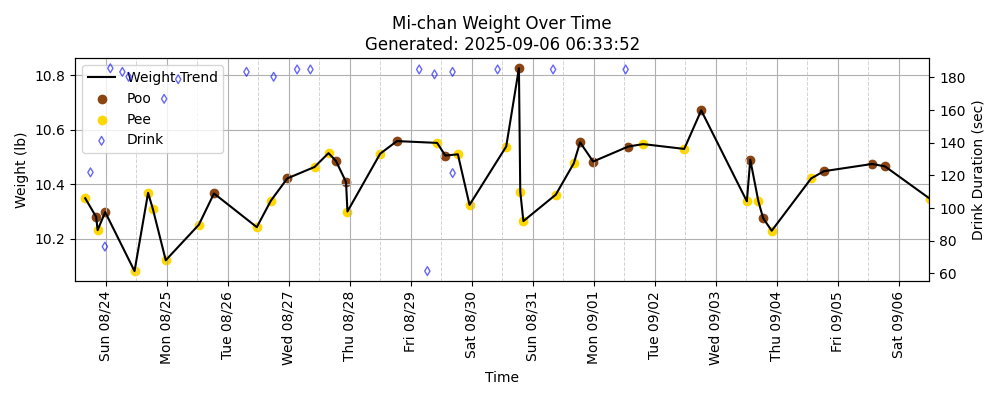 Mi-chan Weight Over Time
Generated: 2025-09-06 06:33:52
Weight Trend
Poo
Pee
Drink
Weight (lb)
10.8
10.6
10.4
10.2
Drink Duration (sec)
180
160
140
120
100
80
60
Sun 08/24
Mon 08/25
Tue 08/26
Wed 08/27
Thu 08/28
Fri 08/29
Sat 08/30
Sun 08/31
Mon 09/01
Tue 09/02
Wed 09/03
Thu 09/04
Fri 09/05
Sat 09/06
Time